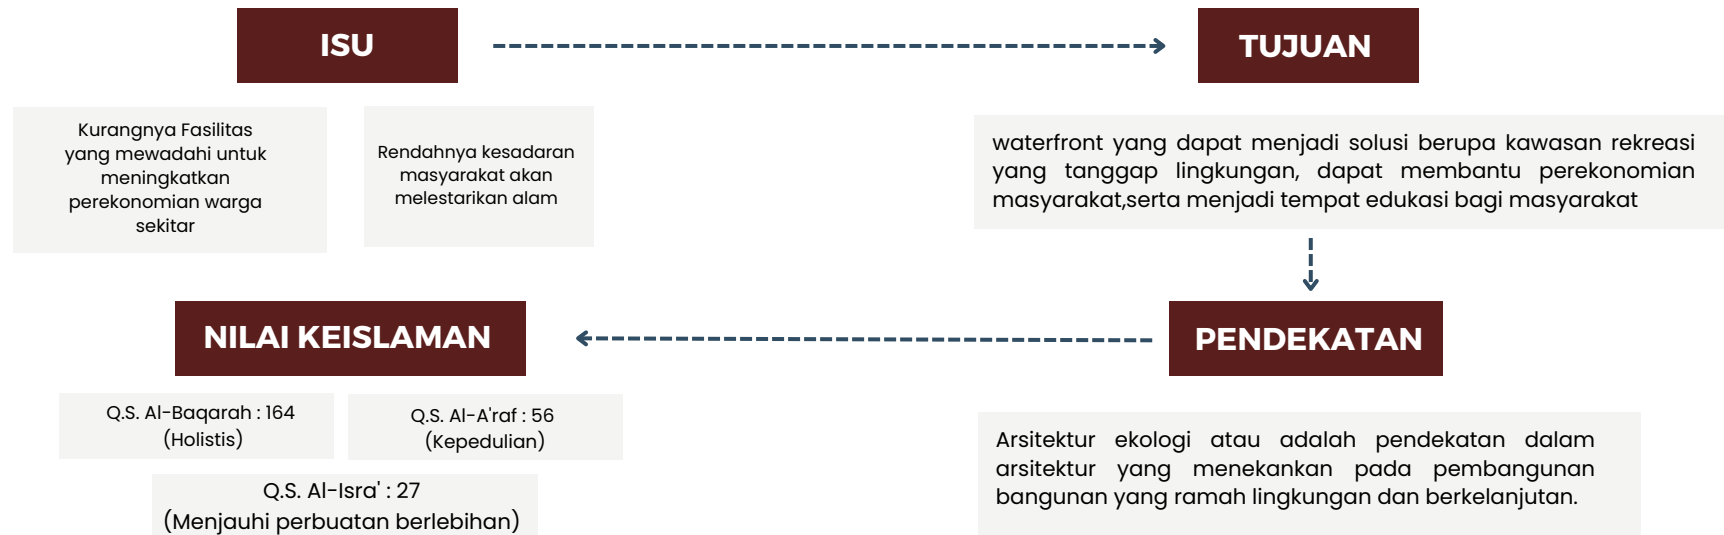 ISU
TUJUAN
Kurangnya Fasilitas
yang mewadahi untuk
meningkatkan
perekonomian warga
sekitar
Rendahnya kesadaran
masyarakat akan
melestarikan alam
waterfront yang dapat menjadi solusi berupa kawasan rekreasi
yang tanggap lingkungan, dapat membantu perekonomian
masyarakat,serta menjadi tempat edukasi bagi masyarakat
NILAI KEISLAMAN
PENDEKATAN
Q.S. Al-Baqarah : 164
(Holistis)
Q.S. Al-A'raf : 56
(Kepedulian)
Q.S. Al-Isra' : 27
(Menjauhi perbuatan berlebihan)
Arsitektur ekologi atau adalah pendekatan dalam
arsitektur yang menekankan pada pembangunan
bangunan yang ramah lingkungan dan berkelanjutan.